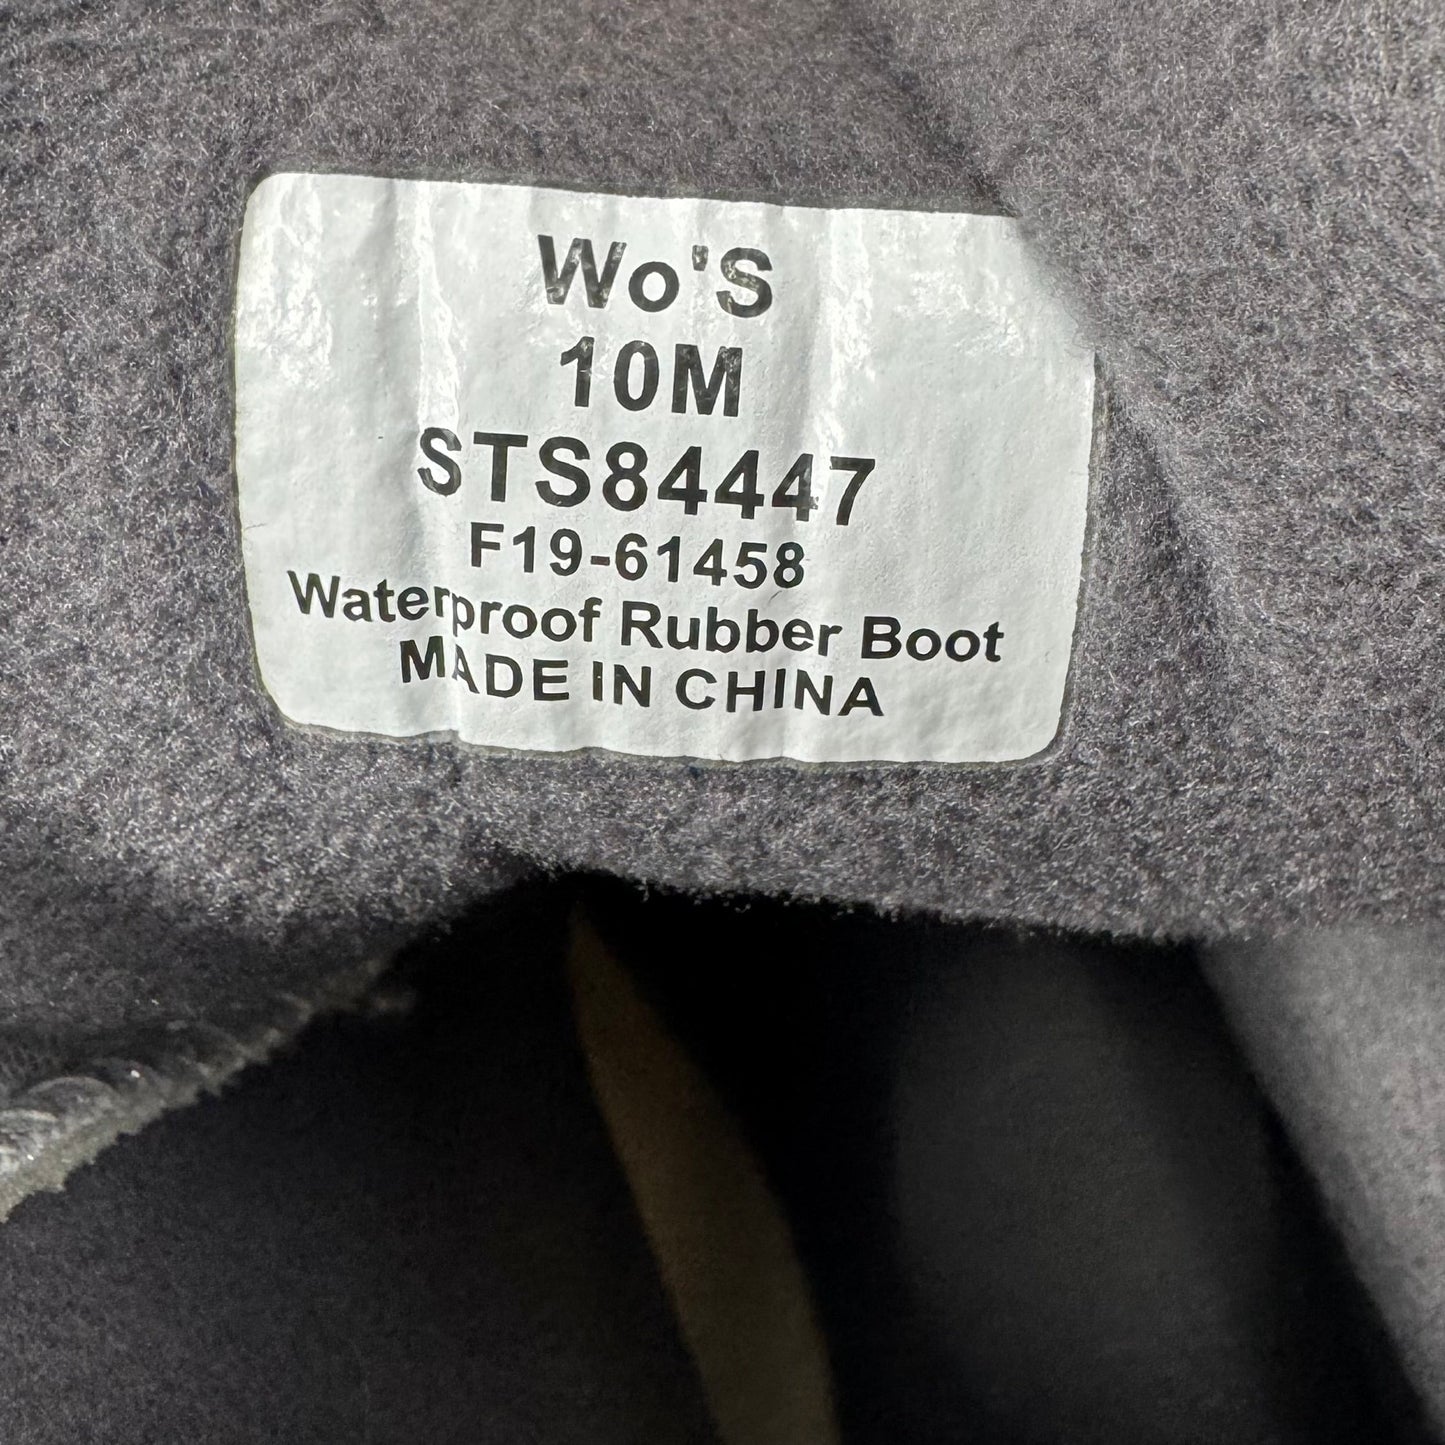 Wo'S
10M
STS84447
F19-61458
Waterproof Rubber Boot
MADE IN CHINA